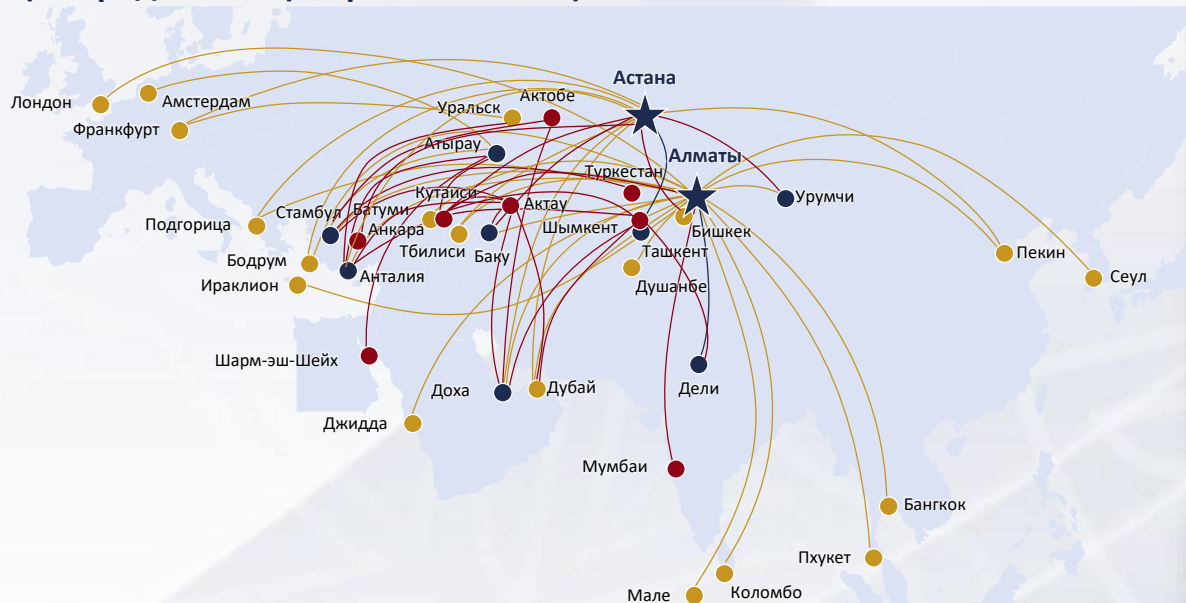 Астана
Лондон
Амстердам
Франкфурт
Уральск
Актобе
Атырау
Алматы
Туркестан
Кутаиси
Урумчи
Стамбул
Батуми
Актау
Подгорица
Анкара
Шымкент
Бишкек
Тбилиси
Баку
Ташкент
Пекин
Бодрум
Анталия
Сеул
Ираклион
Душанбе
Шарм-эш-Шейх
Доха
Дубай
Дели
Джидда
Мумбаи
Бангкок
Пхукет
Мале
Коломбо